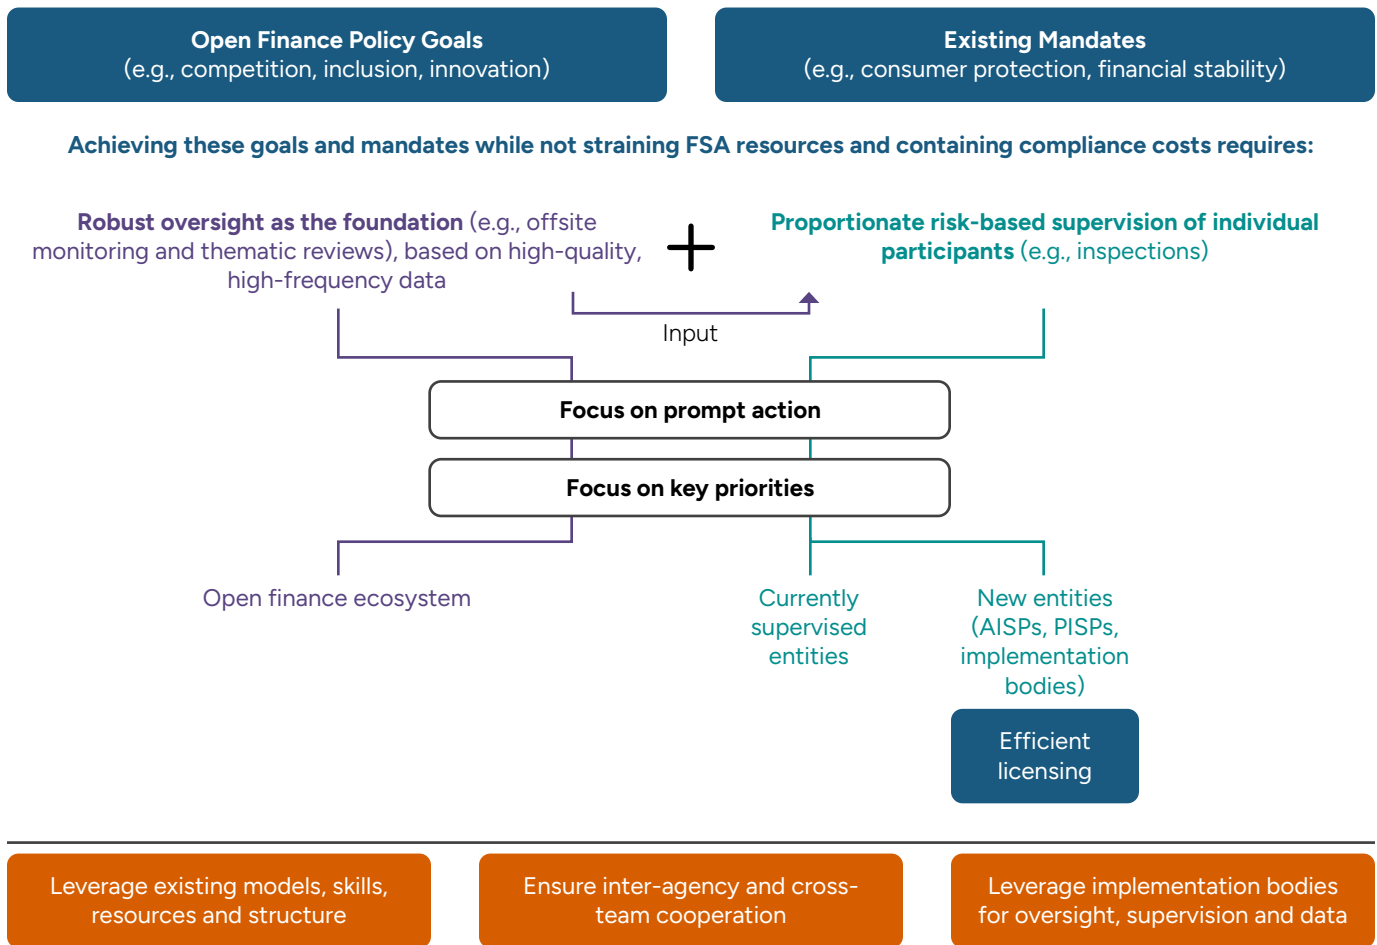 Open Finance Policy Goals
(e.g., competition, inclusion, innovation)
Existing Mandates
(e.g., consumer protection, financial stability)
Achieving these goals and mandates while not straining FSA resources and containing compliance costs requires:
Robust oversight as the foundation (e.g., offsite
monitoring and thematic reviews), based on high-quality,
high-frequency data
Proportionate risk-based supervision of individual
participants (e.g., inspections)
Input
Focus on prompt action
Focus on key priorities
Open finance ecosystem
Currently
supervised
entities
New entities
(AISPs, PISPs,
implementation
bodies)
Efficient
licensing
Leverage existing models, skills,
resources and structure
Ensure inter-agency and cross-
team cooperation
Leverage implementation bodies
for oversight, supervision and data